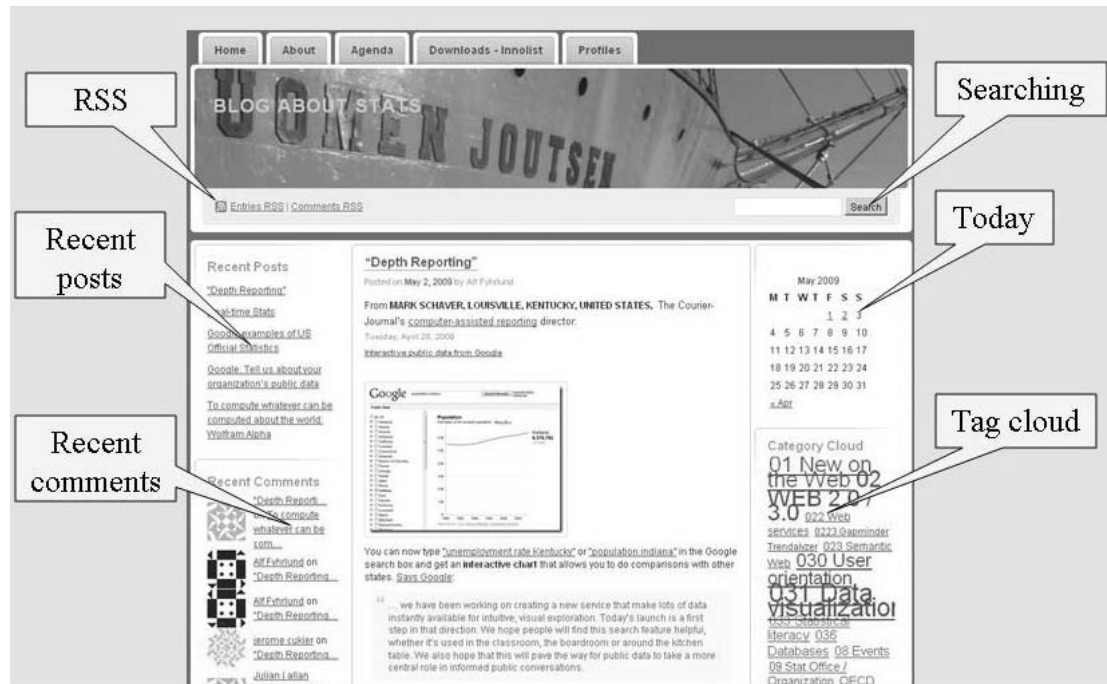 Home About Agenda Downloads - Innolist Profiles
RSS
Searching
BLOG ABOUT STATS
UOMEN JOUTSEN
Entries RSS | Comments RSS
Search
Recent
posts
Today
Recent
comments
Tag cloud
Recent Posts
"Depth Reporting"
Stats
Google examples of US
Official Statistics
Google, Tell us about your
organization's public data
To compute whatever can be
computed about the world:
Wolfram Alpha
Recent Comments
"Depth Reporti...
on To compute
whatever can be
com...
Alf Fyhrlund on
"Depth Reporting...
Alf Fyhrlund on
"Depth Reporting...
jerome cukier on
"Depth Reporting...
"Depth Reporting"
Posted on May 2, 2009 by Alf Fyhrlund
From MARK SCHAVER, LOUISVILLE, KENTUCKY, UNITED STATES, The Courier-
Journal's computer-assisted reporting director:
Tuesday, April 28, 2009
Interactive public data from Google
Google
Population
You can now type "unemployment rate Kentucky" or "population indiana" in the Google
search box and get an interactive chart that allows you to do comparisons with other
states. Says Google:
“ ... we have been working on creating a new service that make lots of data
instantly available for intuitive, visual exploration. Today's launch is a first
step in that direction. We hope people will find this search feature helpful,
whether it's used in the classroom, the boardroom or around the kitchen
table. We also hope that this will pave the way for public data to take a more
central role in informed public conversations.
May 2009
M T W T F S S
1 2 3
4 5 6 7 8 9 10
11 12 13 14 15 16 17
18 19 20 21 22 23 24
25 26 27 28 29 30 31
« Apr
Category Cloud
01 New on
the Web 02
WEB 2.0 /
3.0 022 Web
services 0223 Gapminder
Trendalyzer 023 Semantic
Web 030 User
orientation
031 Data
visualization
033 Statistical
literacy 036
Databases 08 Events
09 Stat.Office /
Organization OECD